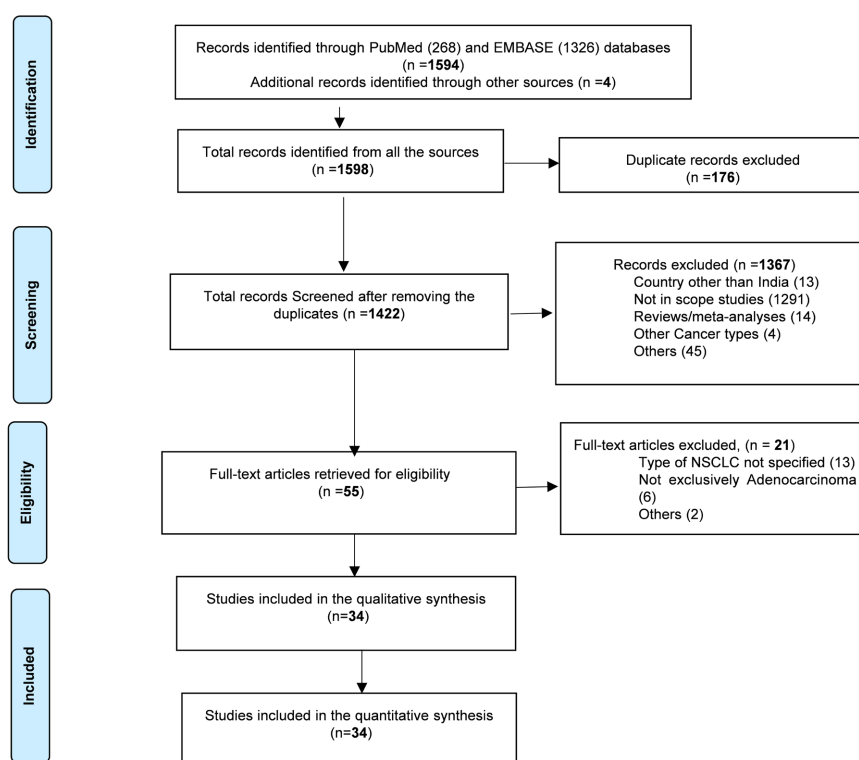 Identification
Records identified through PubMed (268) and EMBASE (1326) databases
(n =1594)
Additional records identified through other sources (n =4)
Total records identified from all the sources
(n =1598)
Duplicate records excluded
(n =176)
Screening
Total records Screened after removing the
duplicates (n =1422)
Records excluded (n =1367)
Country other than India (13)
Not in scope studies (1291)
Reviews/meta-analyses (14)
Other Cancer types (4)
Others (45)
Eligibility
Full-text articles retrieved for eligibility
(n =55)
Full-text articles excluded, (n = 21)
Type of NSCLC not specified (13)
Not exclusively Adenocarcinoma
(6)
Others (2)
Included
Studies included in the qualitative synthesis
(n=34)
Studies included in the quantitative synthesis
(n=34)